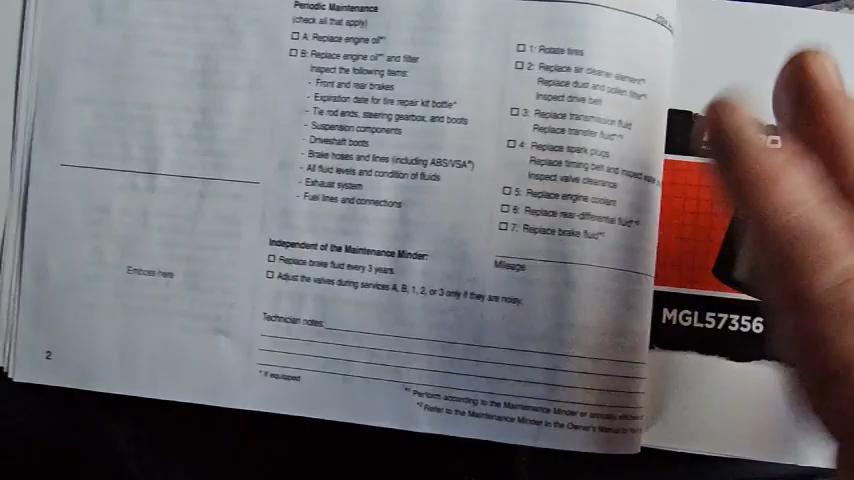 Periodic Maintenance
(check all that apply)
☐ A: Replace engine oil*¹
☐ B: Replace engine oil*¹ and filter
Inspect the following items:
- Front and rear brakes
- Expiration date for tire repair kit bottle*
- Tie rod ends, steering gearbox, and boots
- Suspension components
- Driveshaft boots
- Brake hoses and lines (including ABS/VSA*)
- All fluid levels and condition of fluids
- Exhaust system
- Fuel lines and connections
☐ 1: Rotate tires
☐ 2: Replace air cleaner element
Replace dust and pollen filter
Inspect drive belt
☐ 3: Replace transmission fluid
Replace transfer fluid
☐ 4: Replace spark plugs
Replace timing belt and inspect
Inspect valve clearance
☐ 5: Replace engine coolant
☐ 6: Replace rear-differential fluid
☐ 7: Replace brake fluid
Independent of the Maintenance Minder:
☐ Replace brake fluid every 3 years.
☐ Adjust the valves during services A, B, 1, 2, or 3 only if they are noisy.
Mileage
Emboss here
Technician notes:
* If equipped
*¹ Perform according to the Maintenance Minder or annually,
*² Refer to the Maintenance Minder in the Owner's Manual
2
MGL57356